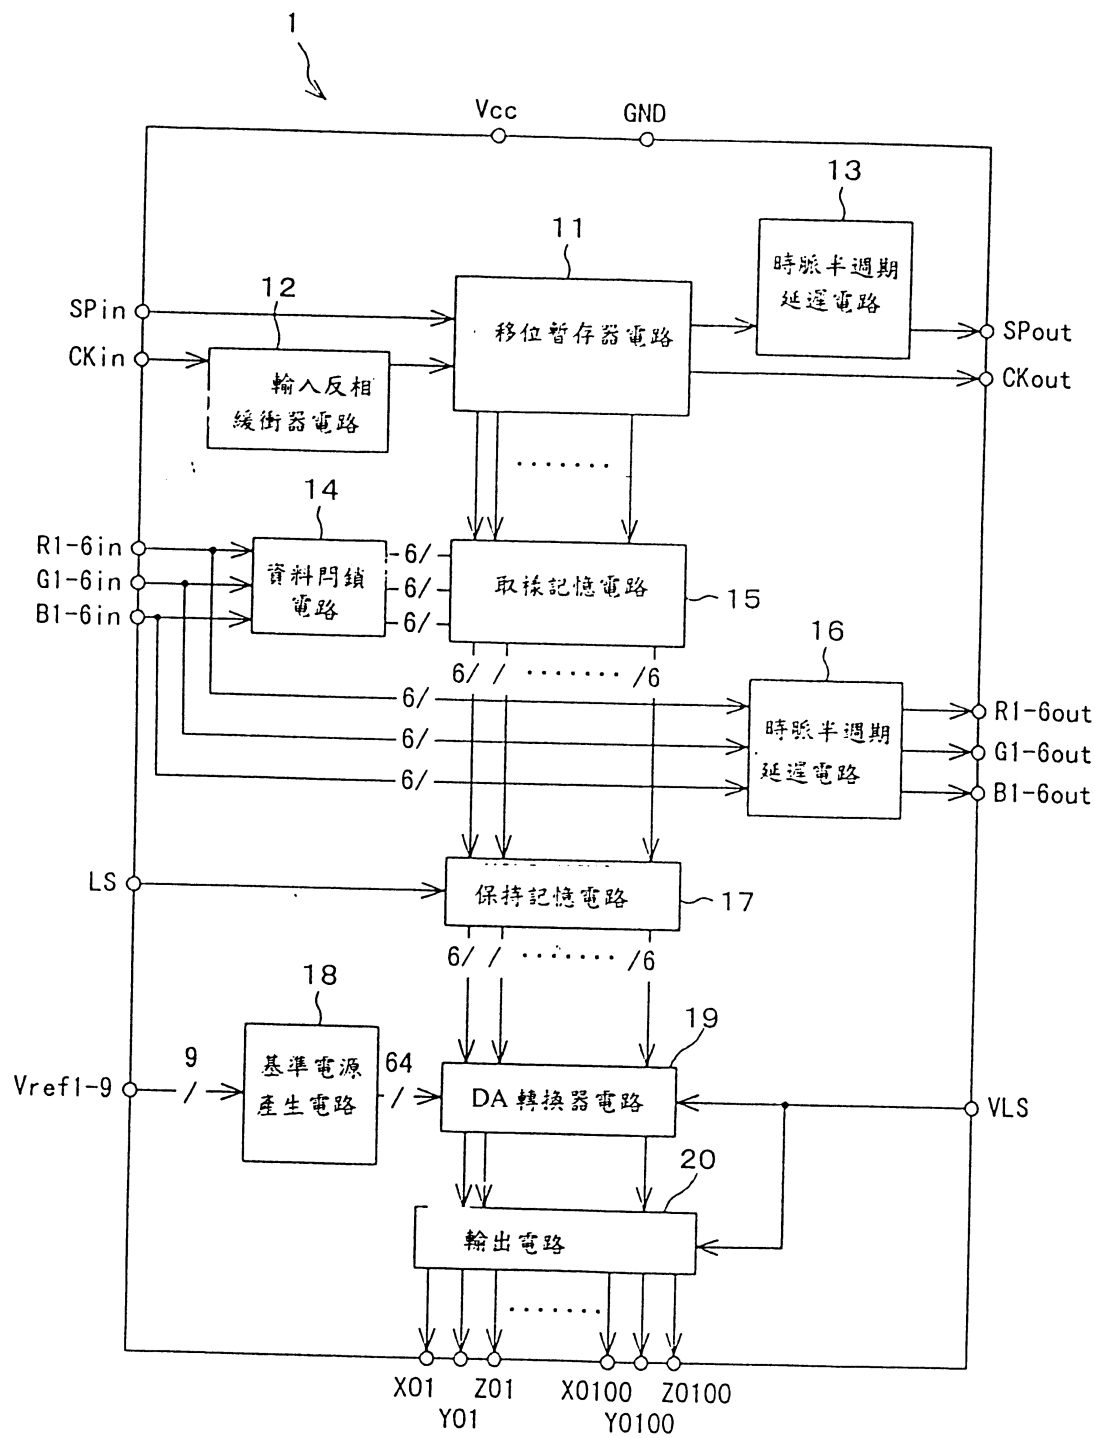 1
Vcc
GND
13
時脈半週期
延遲電路
11
移位暫存器電路
SPin
12
SPout
CKin
CKout
輸入反相
緩衝器電路
14
R1-6in
G1-6in
B1-6in
資料閂鎖
電路
6/
6/
6/
取樣記憶電路
15
6/ / ······· /6
16
6/
6/
6/
時脈半週期
延遲電路
R1-6out
G1-6out
B1-6out
LS
保持記憶電路
17
6/ / ······· /6
18
19
Vref1-9
9
/
基準電源
產生電路
64
/
DA 轉換器電路
VLS
20
輸出電路
X01
Y01
Z01
X0100
Y0100
Z0100